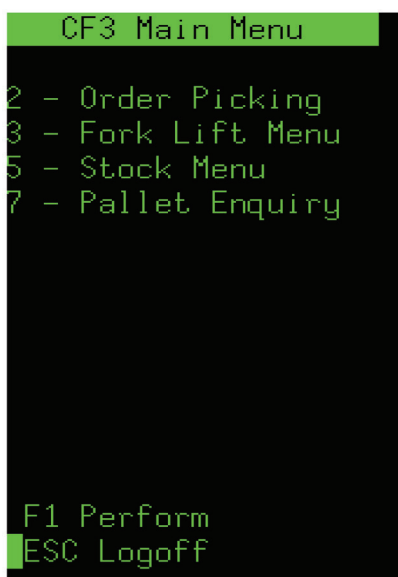 CF3 Main Menu
2 - Order Picking
3 - Fork Lift Menu
5 - Stock Menu
7 - Pallet Enquiry
F1 Perform
ESC Logoff